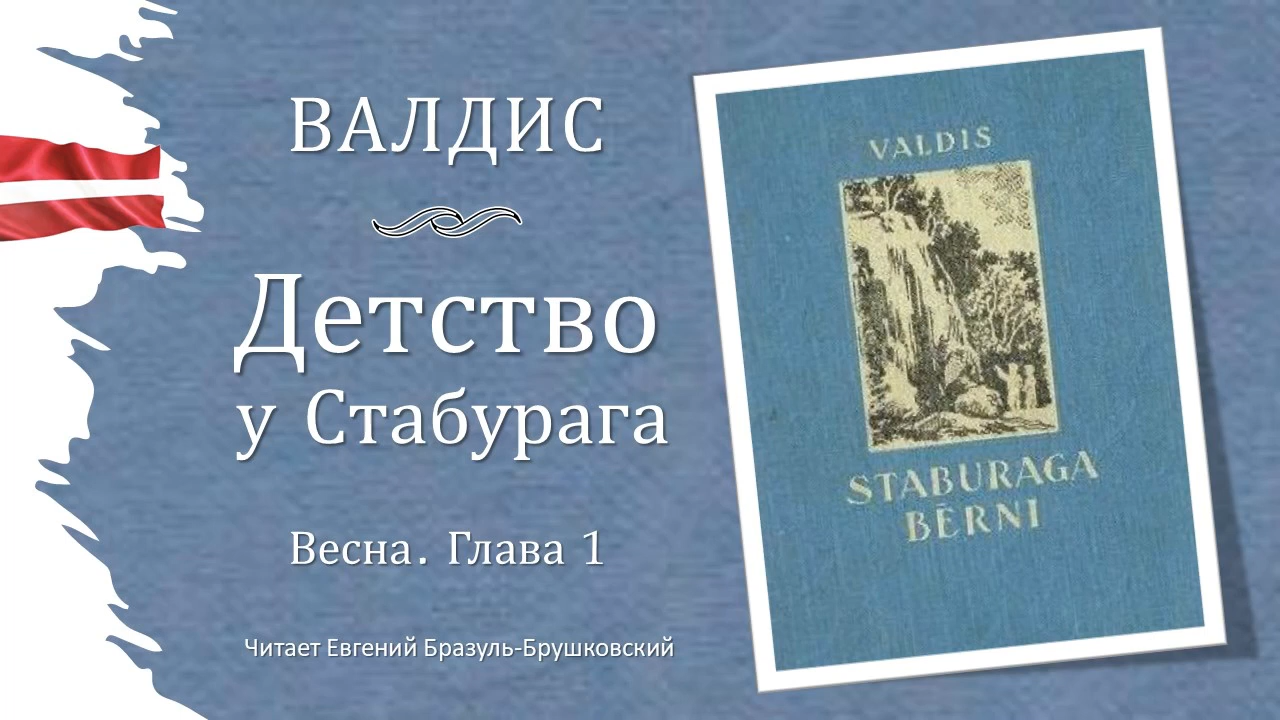 ВАЛДИС
Детство
у Стабурага
Весна. Глава 1
Читает Евгений Бразуль-Брушковский
VALDIS
STABURAGA
BĒRNI